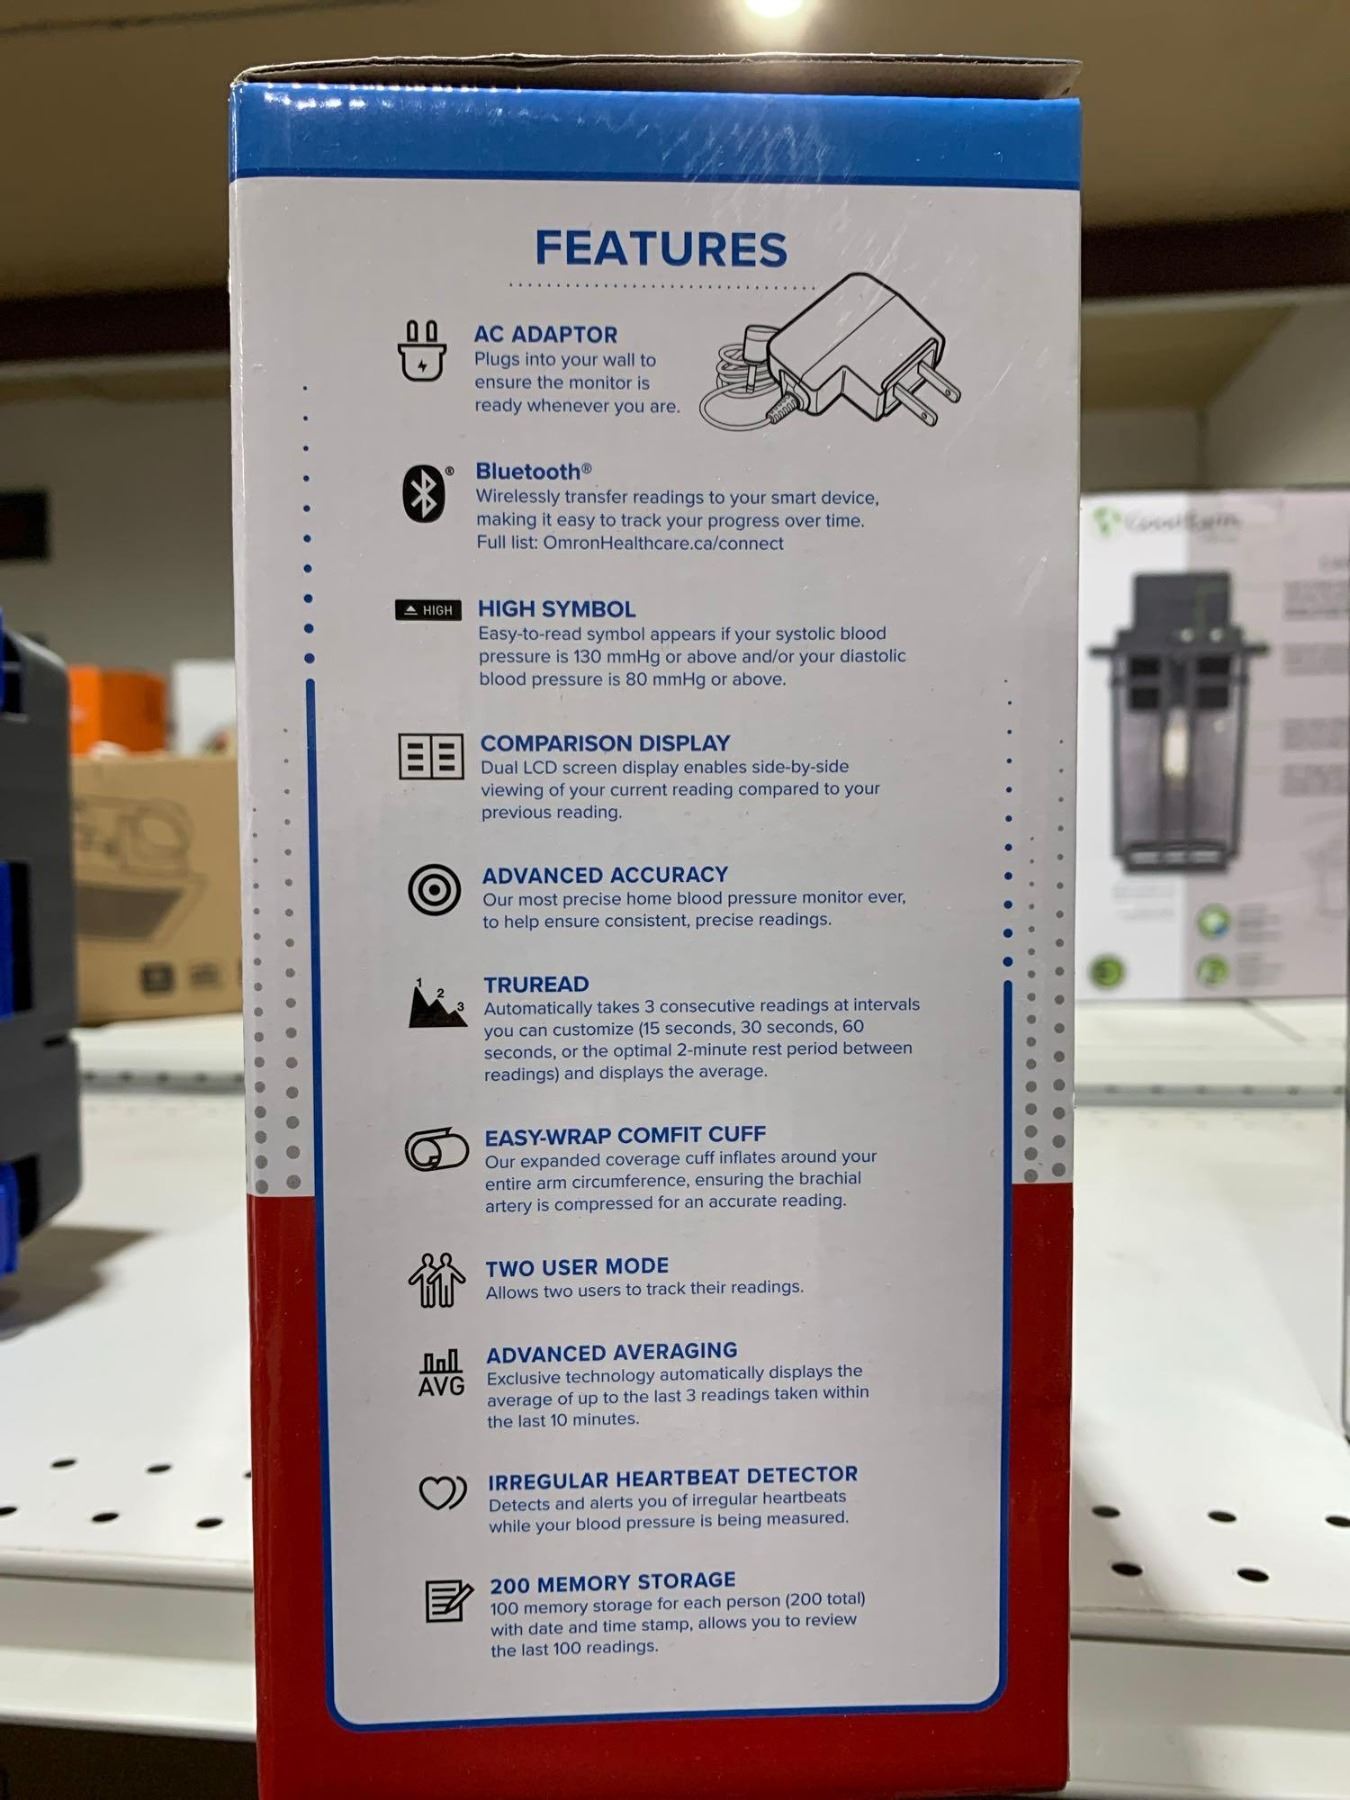 FEATURES
AC ADAPTOR
Plugs into your wall to
ensure the monitor is
ready whenever you are.
Bluetooth®
Wirelessly transfer readings to your smart device,
making it easy to track your progress over time.
Full list: OmronHealthcare.ca/connect
HIGH
HIGH SYMBOL
Easy-to-read symbol appears if your systolic blood
pressure is 130 mmHg or above and/or your diastolic
blood pressure is 80 mmHg or above.
COMPARISON DISPLAY
Dual LCD screen display enables side-by-side
viewing of your current reading compared to your
previous reading.
ADVANCED ACCURACY
Our most precise home blood pressure monitor ever,
to help ensure consistent, precise readings.
1 2 3
TRUREAD
Automatically takes 3 consecutive readings at intervals
you can customize (15 seconds, 30 seconds, 60
seconds, or the optimal 2-minute rest period between
readings) and displays the average.
EASY-WRAP COMFIT CUFF
Our expanded coverage cuff inflates around your
entire arm circumference, ensuring the brachial
artery is compressed for an accurate reading.
TWO USER MODE
Allows two users to track their readings.
AVG
ADVANCED AVERAGING
Exclusive technology automatically displays the
average of up to the last 3 readings taken within
the last 10 minutes.
IRREGULAR HEARTBEAT DETECTOR
Detects and alerts you of irregular heartbeats
while your blood pressure is being measured.
200 MEMORY STORAGE
100 memory storage for each person (200 total)
with date and time stamp, allows you to review
the last 100 readings.